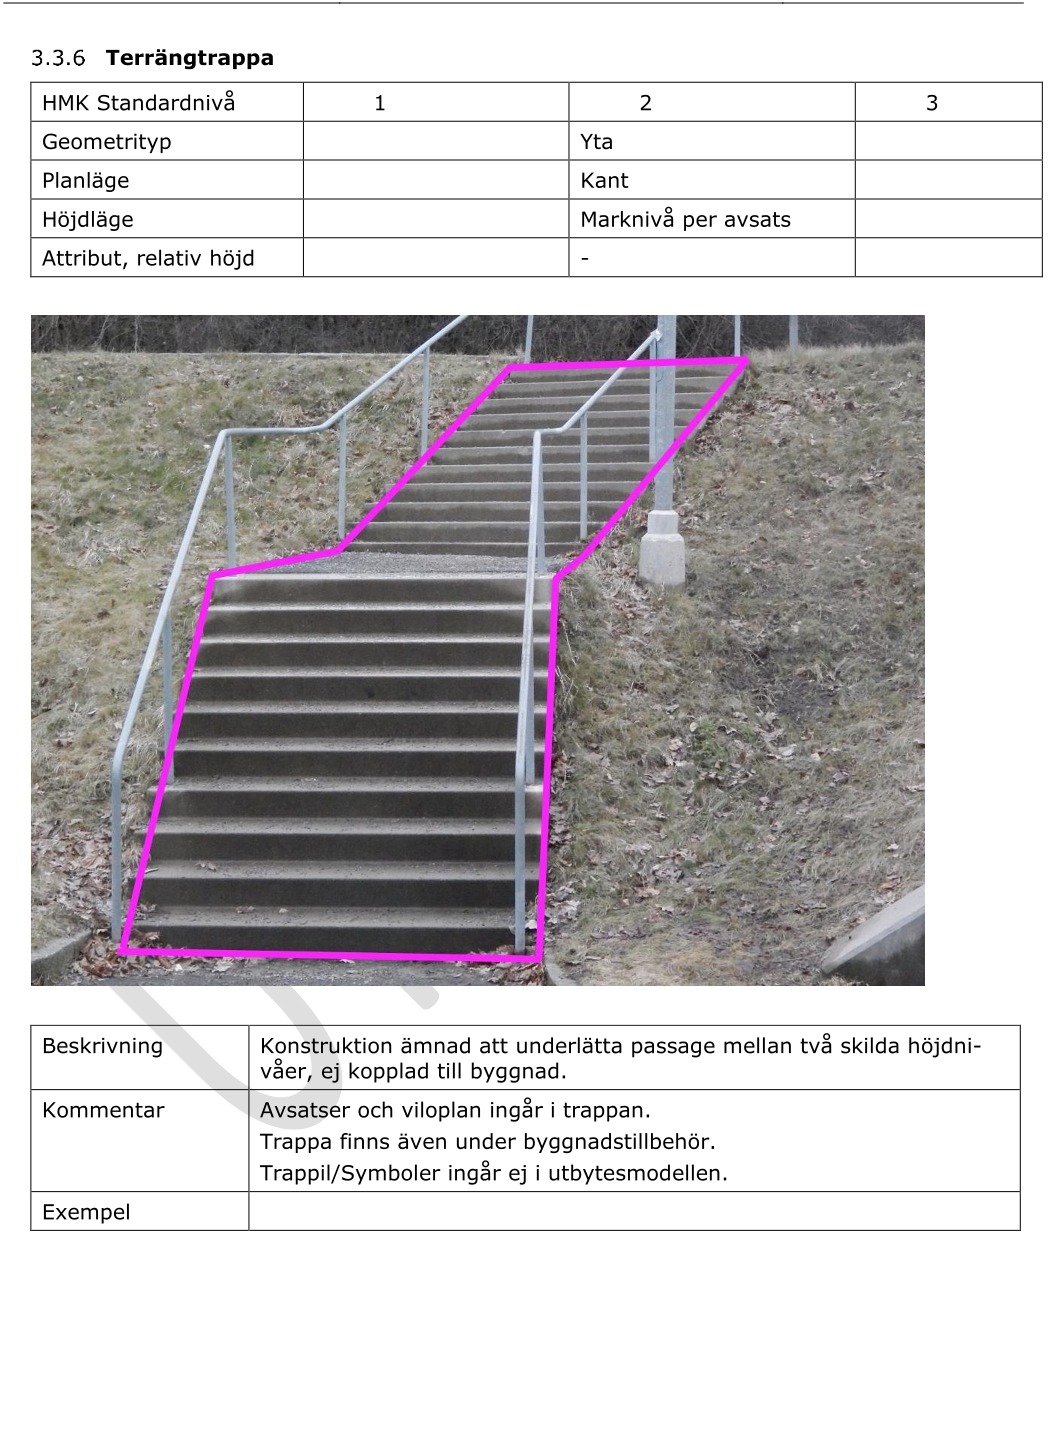 3.3.6 Terrängtrappa
HMK Standardnivå 1 2 3
Geometrityp Yta
Planläge Kant
Höjdläge Marknivå per avsats
Attribut, relativ höjd -
Beskrivning Konstruktion ämnad att underlätta passage mellan två skilda höjdni-
våer, ej kopplad till byggnad.
Kommentar Avsatser och viloplan ingår i trappan.
Trappa finns även under byggnadstillbehör.
Trappil/Symboler ingår ej i utbytesmodellen.
Exempel